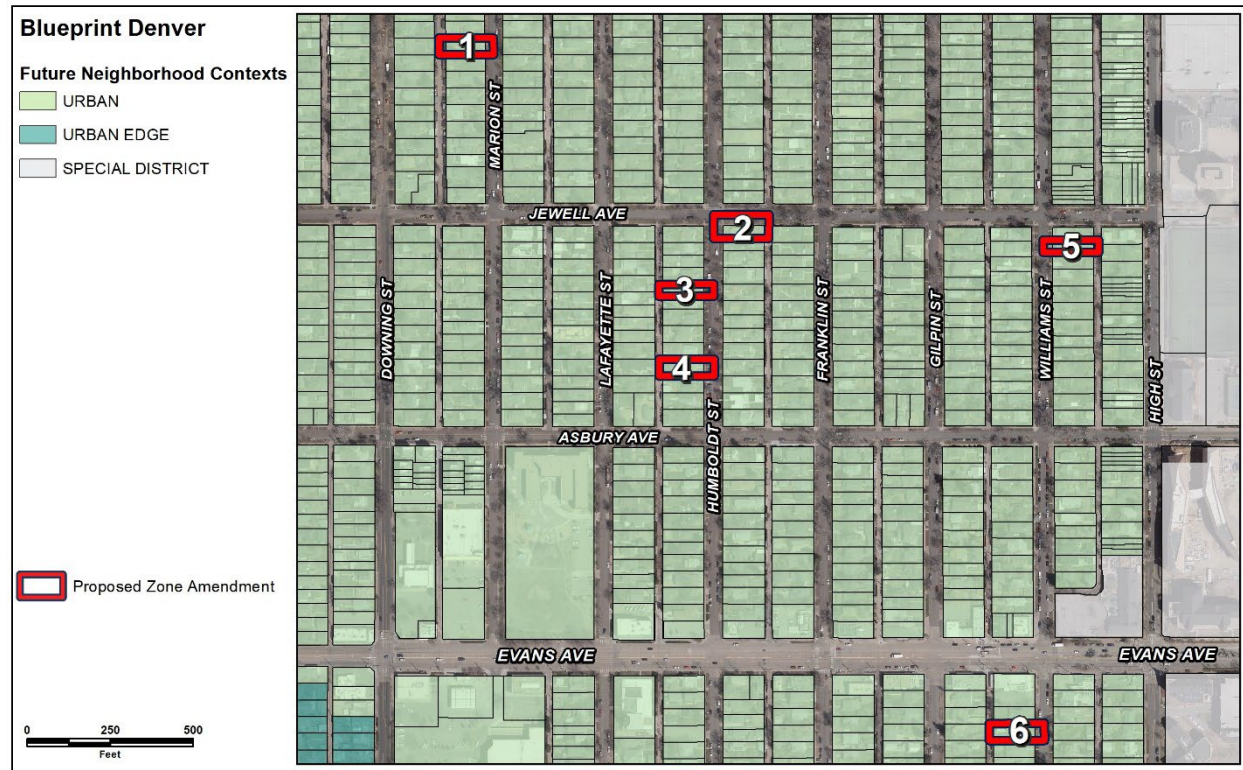 Blueprint Denver
Future Neighborhood Contexts
URBAN
URBAN EDGE
SPECIAL DISTRICT
Proposed Zone Amendment
0 250 500
Feet
1
MARION ST
JEWELL AVE
2
5
3
DOWNING ST
LAFAYETTE ST
FRANKLIN ST
GILPIN ST
WILLIAMS ST
4
HIGH ST
HUMBOLDT ST
ASBURY AVE
EVANS AVE
EVANS AVE
6